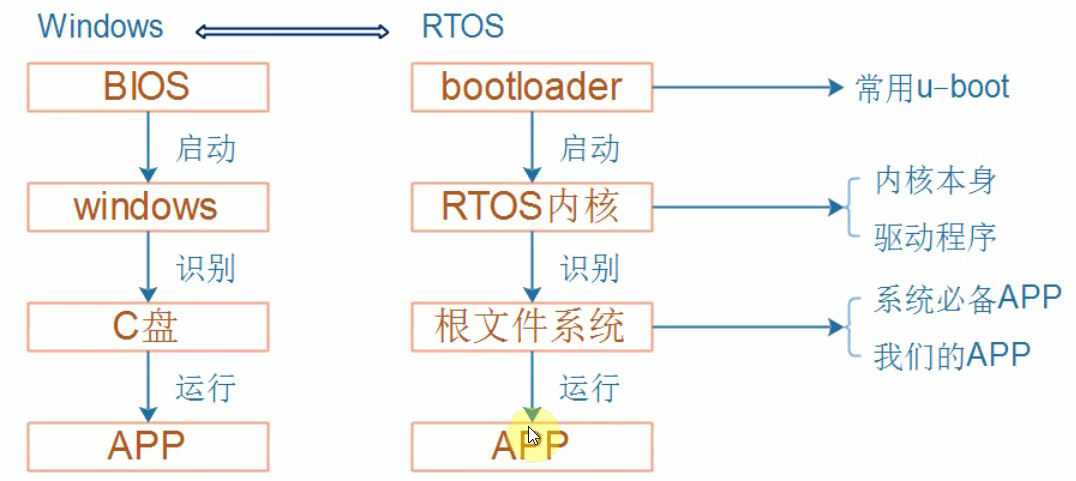 Windows
RTOS
BIOS
bootloader
常用u-boot
启动
启动
windows
RTOS内核
内核本身
驱动程序
识别
识别
C盘
根文件系统
系统必备APP
我们的APP
运行
运行
APP
APP